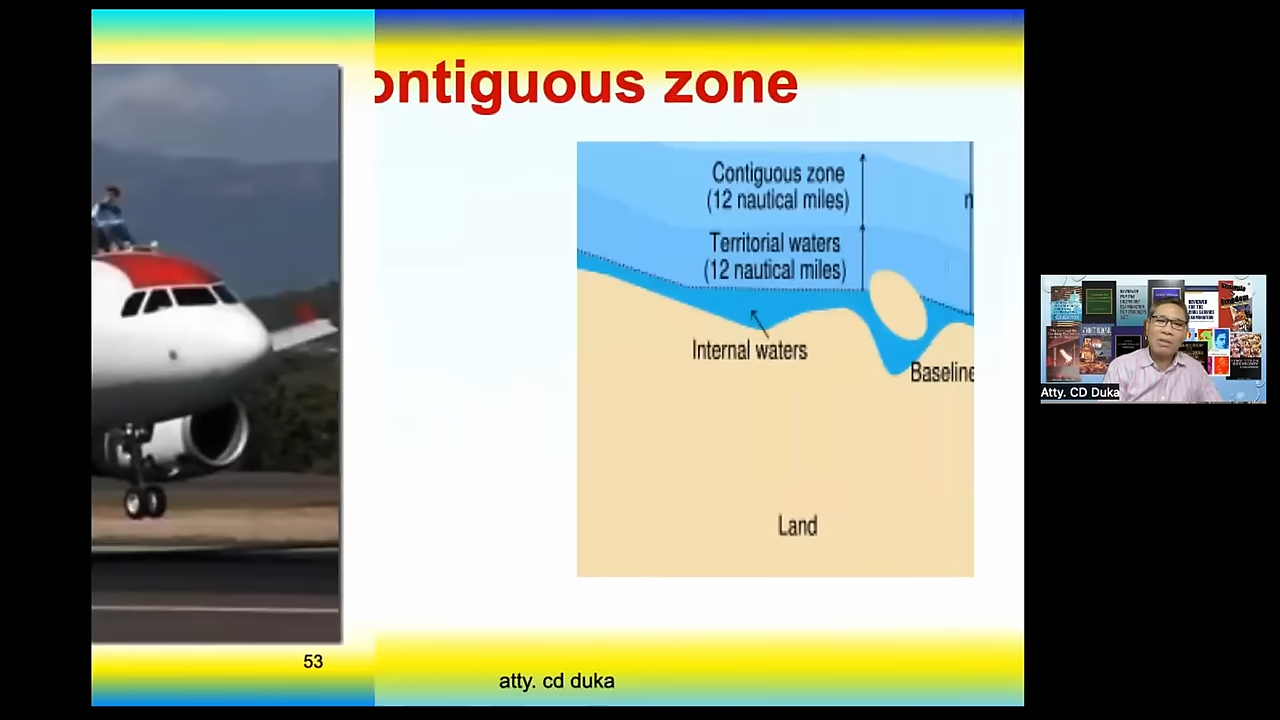 ontiguous zone
Contiguous zone
(12 nautical miles)
n
Territorial waters
(12 nautical miles)
Internal waters
Baseline
Land
53
atty. cd duka
Atty. CD Duka